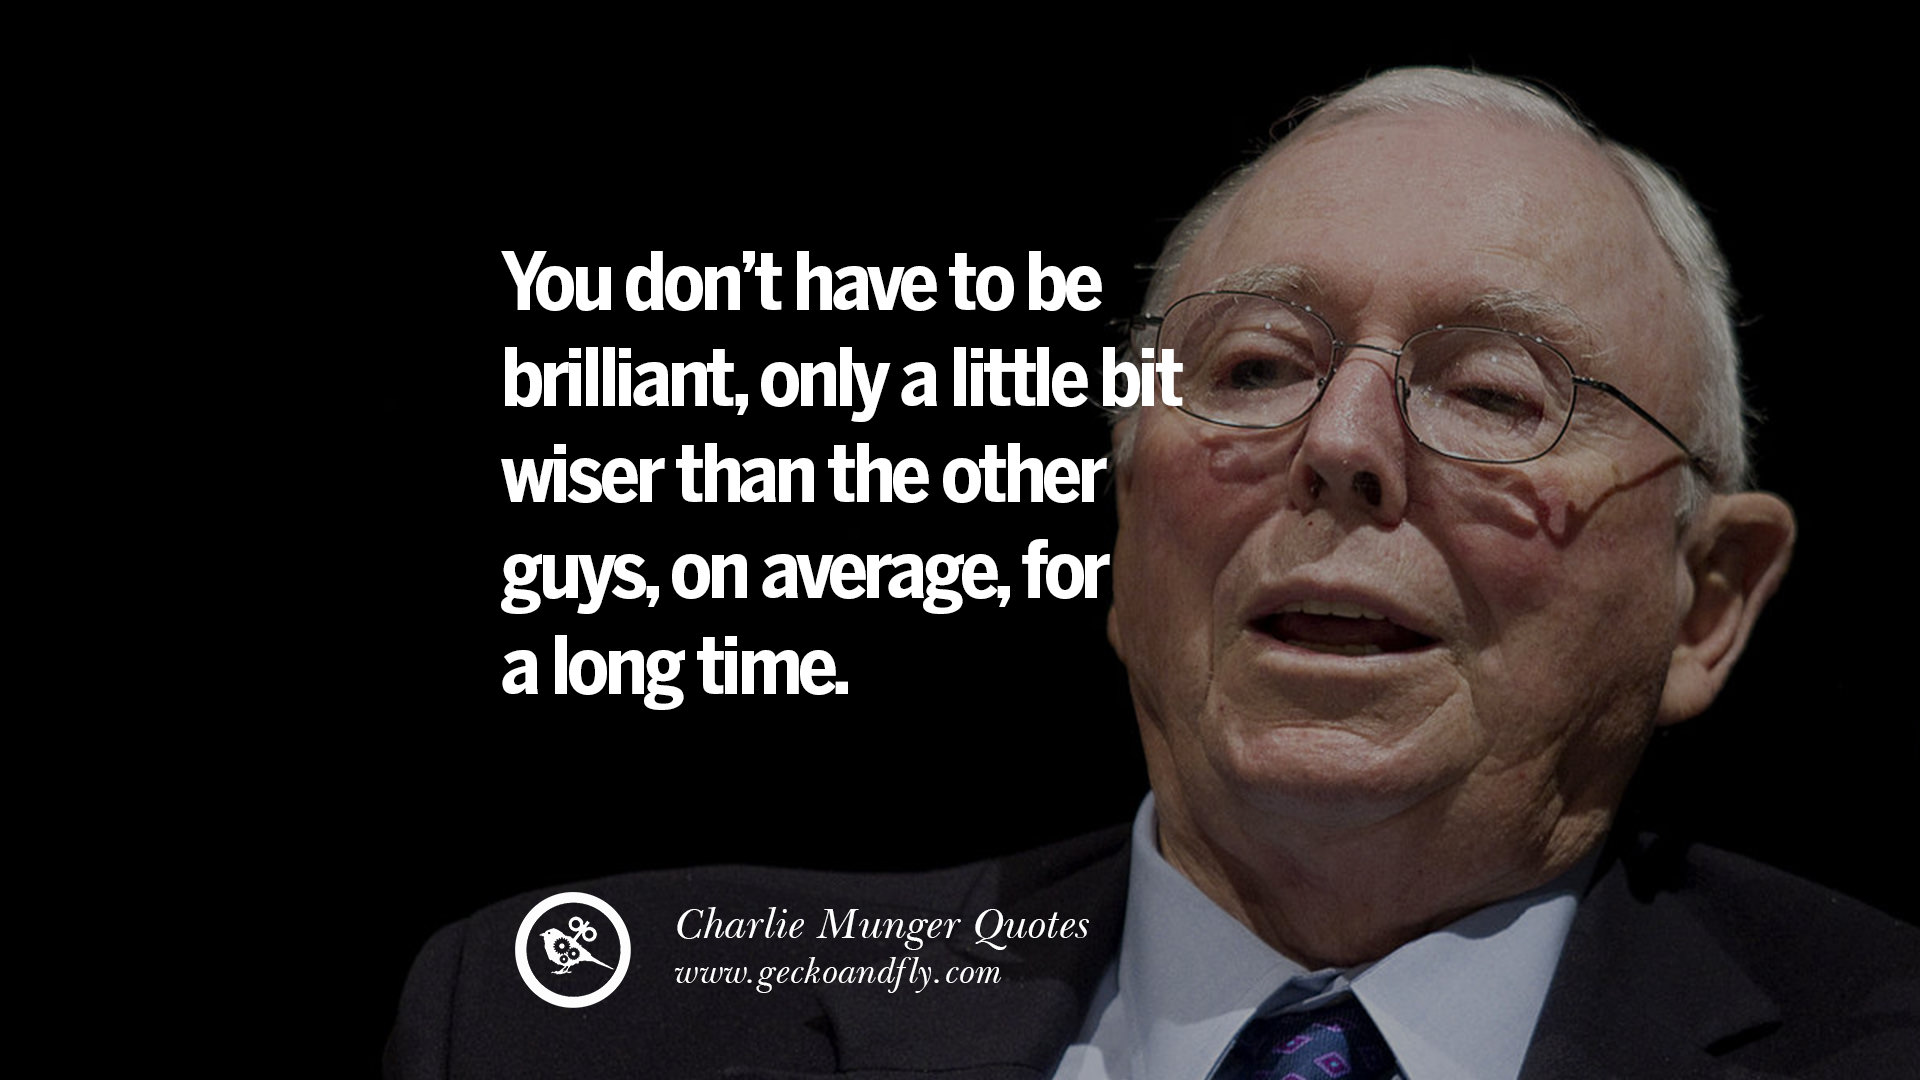 You don’t have to be
brilliant, only a little bit
wiser than the other
guys, on average, for
a long time.
Charlie Munger Quotes
www.geckoandfly.com